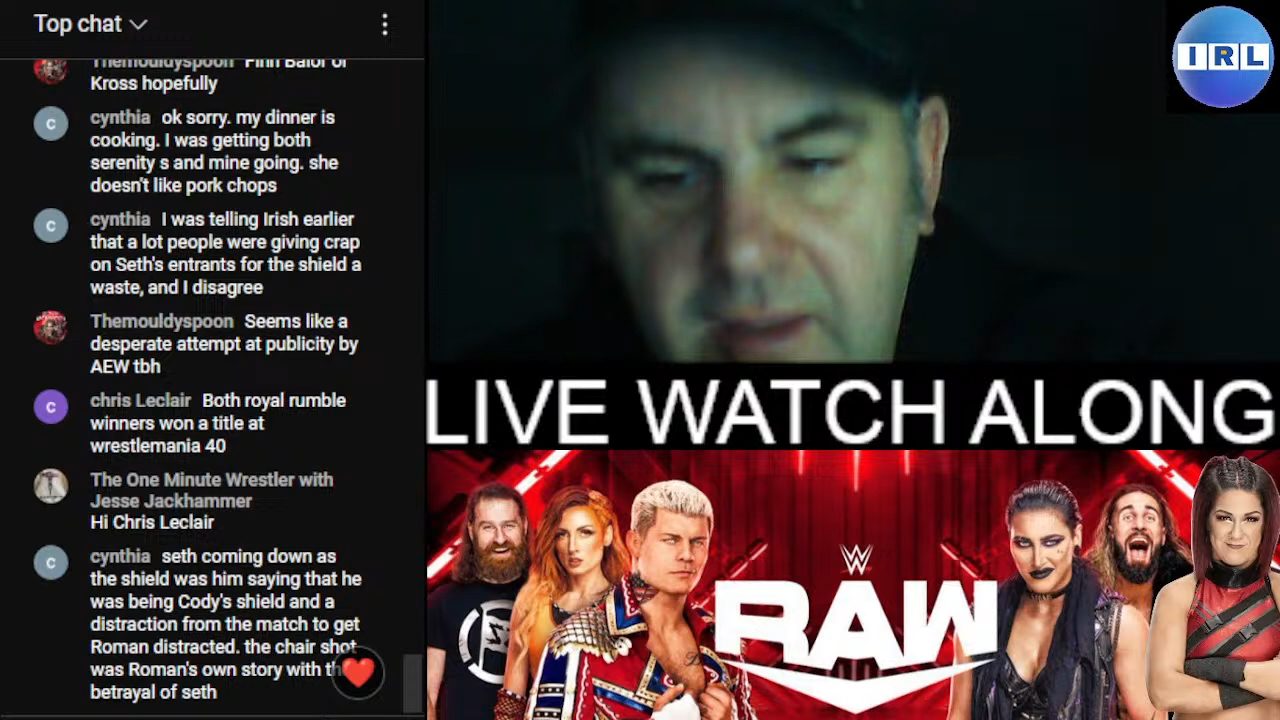 Top chat
Themouldyspoon Finn Balor or
Kross hopefully
C cynthia ok sorry. my dinner is
cooking. I was getting both
serenity s and mine going. she
doesn't like pork chops
C cynthia I was telling Irish earlier
that a lot people were giving crap
on Seth's entrants for the shield a
waste, and I disagree
Themouldyspoon Seems like a
desperate attempt at publicity by
AEW tbh
C chris Leclair Both royal rumble
winners won a title at
wrestlemania 40
The One Minute Wrestler with
Jesse Jackhammer
Hi Chris Leclair
C cynthia seth coming down as
the shield was him saying that he
was being Cody's shield and a
distraction from the match to get
Roman distracted. the chair shot
was Roman's own story with th
betrayal of seth
IRL
LIVE WATCH ALONG
W
RAW